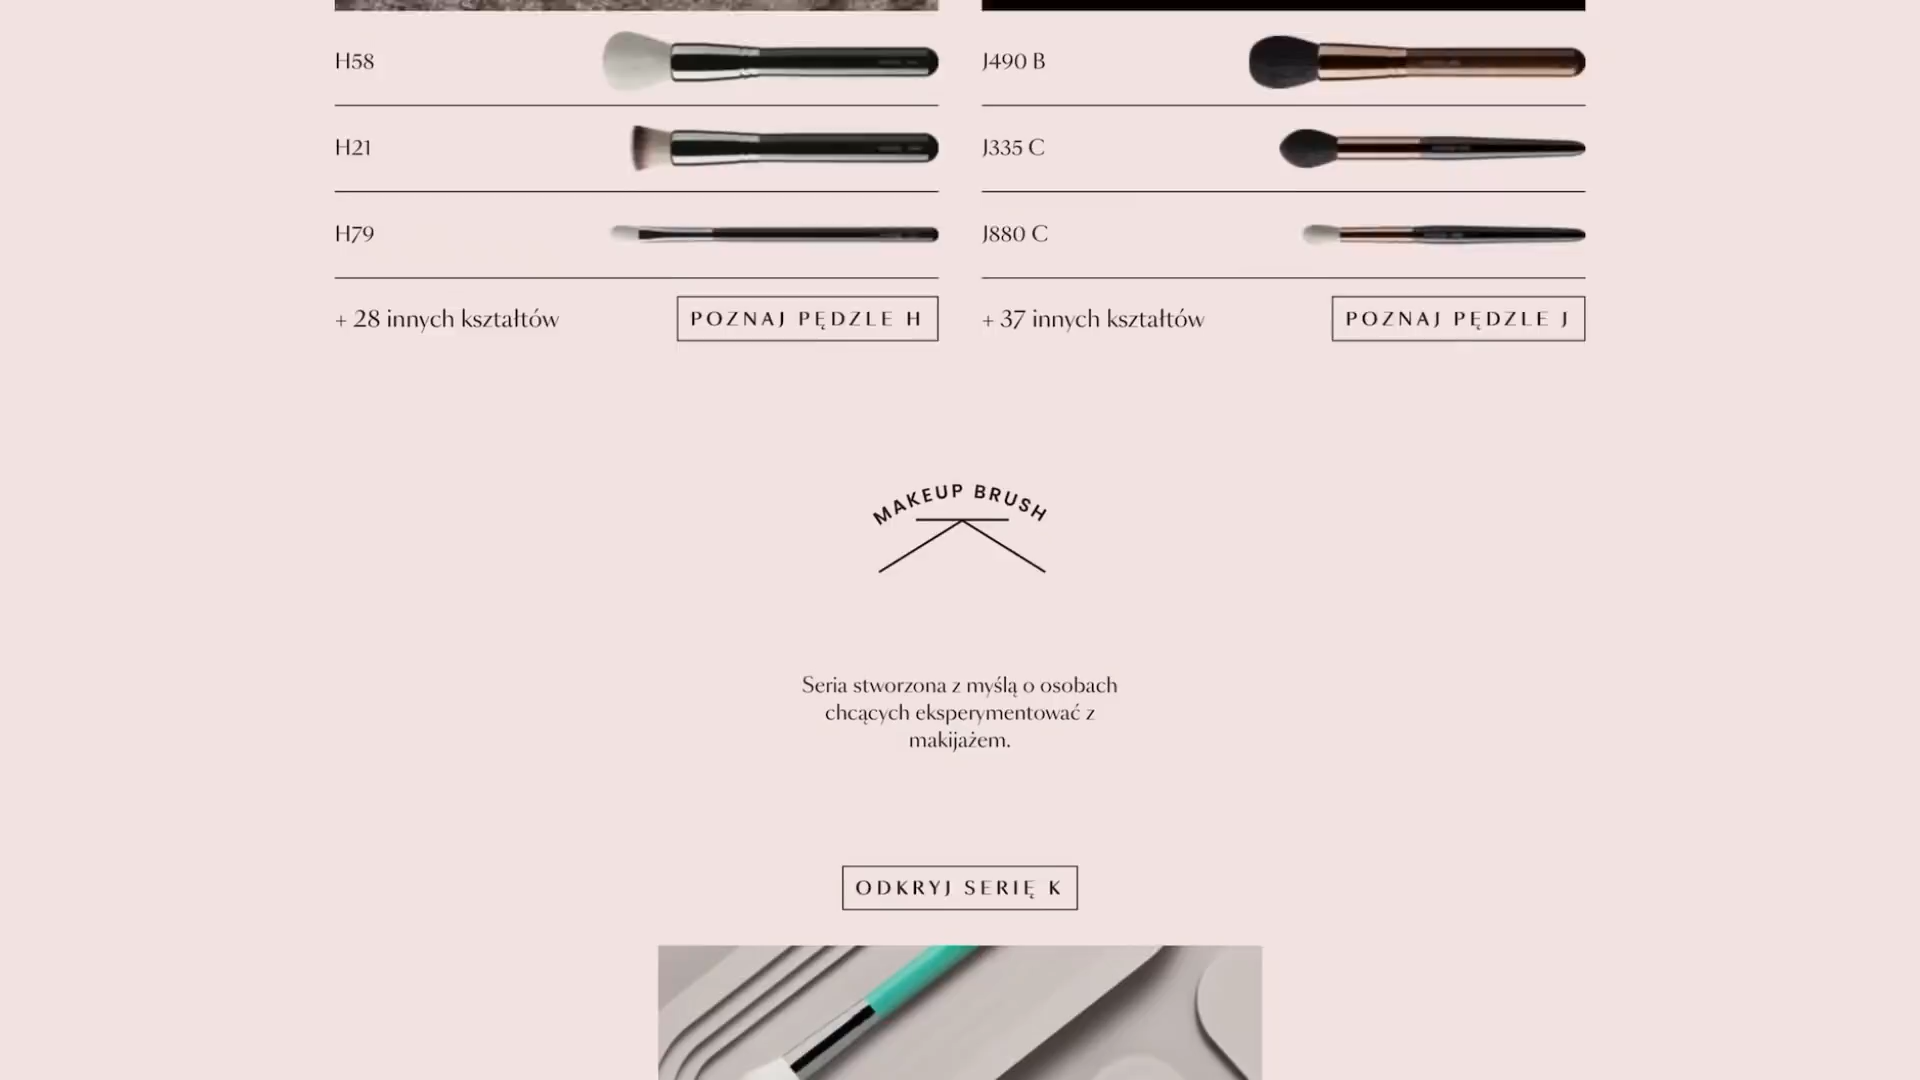 H58
H21
H79
+ 28 innych kształtów
POZNAJ PĘDZLE H
J490 B
J335 C
J880 C
+ 37 innych kształtów
POZNAJ PĘDZLE J
MAKEUP BRUSH
Seria stworzona z myślą o osobach
chcących eksperymentować z
makijażem.
ODKRYJ SERIĘ K